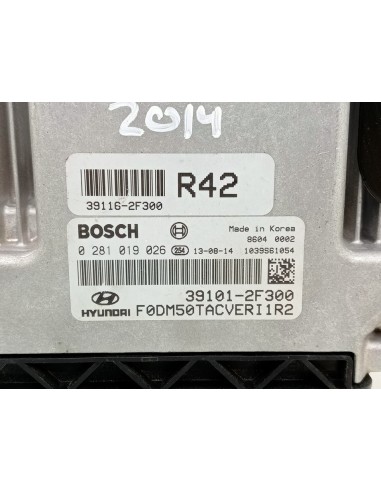 2014
R42
39116-2F300
BOSCH Made in Korea
8604 0002
0 281 019 026 254 13-08-14 1039S61054
39101-2F300
HYUNDAI F0DM50TACVERI1R2